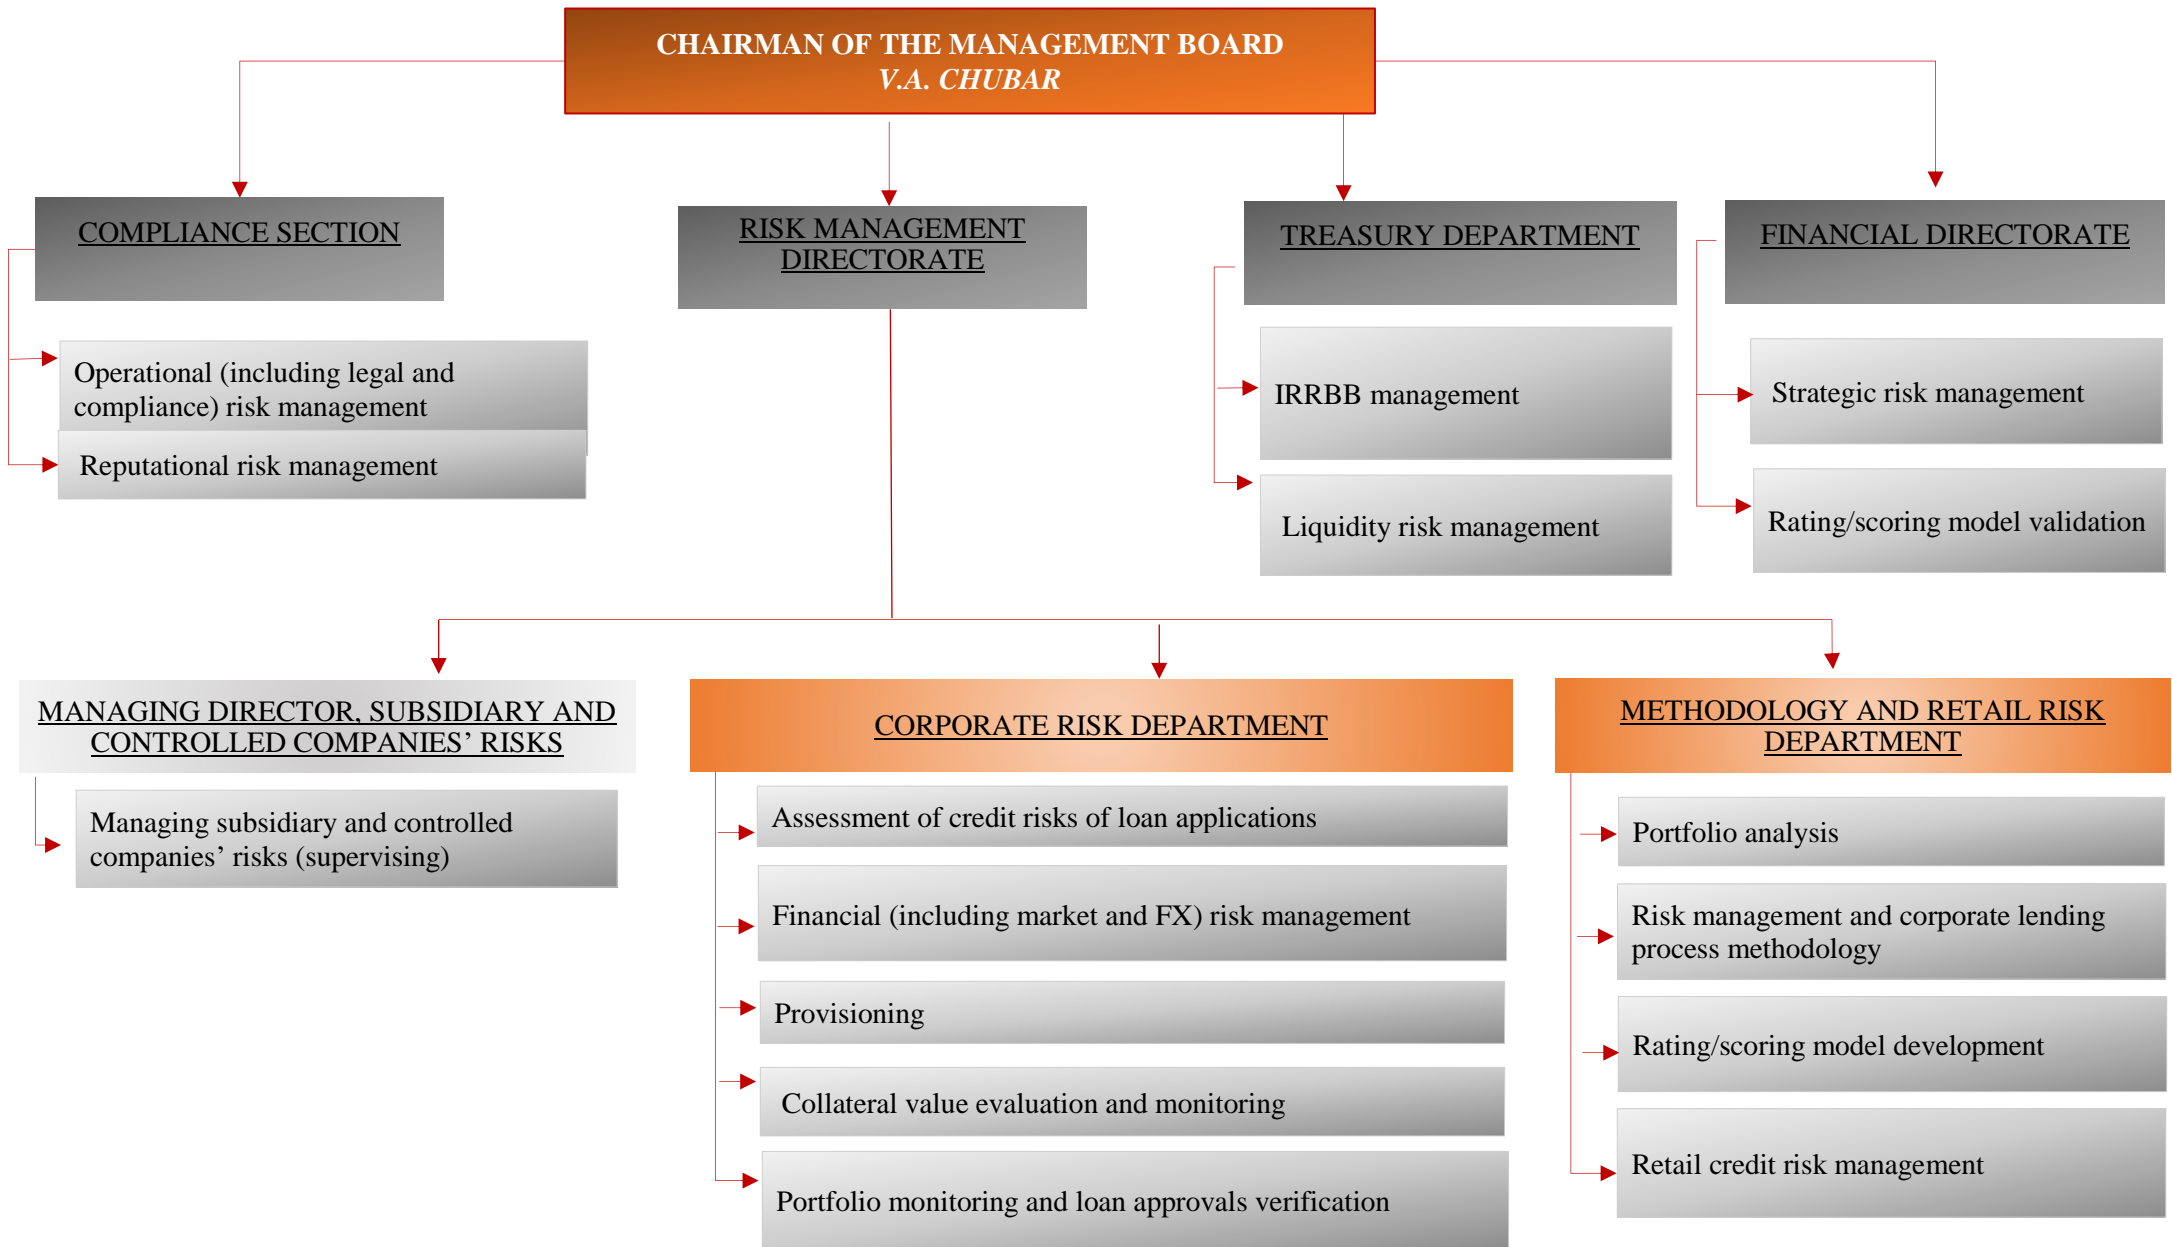 CHAIRMAN OF THE MANAGEMENT BOARD
V.A. CHUBAR
COMPLIANCE SECTION
Operational (including legal and
compliance) risk management
Reputational risk management
RISK MANAGEMENT
DIRECTORATE
TREASURY DEPARTMENT
IRRBB management
Liquidity risk management
FINANCIAL DIRECTORATE
Strategic risk management
Rating/scoring model validation
MANAGING DIRECTOR, SUBSIDIARY AND
CONTROLLED COMPANIES’ RISKS
Managing subsidiary and controlled
companies’ risks (supervising)
CORPORATE RISK DEPARTMENT
Assessment of credit risks of loan applications
Financial (including market and FX) risk management
Provisioning
Collateral value evaluation and monitoring
Portfolio monitoring and loan approvals verification
METHODOLOGY AND RETAIL RISK
DEPARTMENT
Portfolio analysis
Risk management and corporate lending
process methodology
Rating/scoring model development
Retail credit risk management